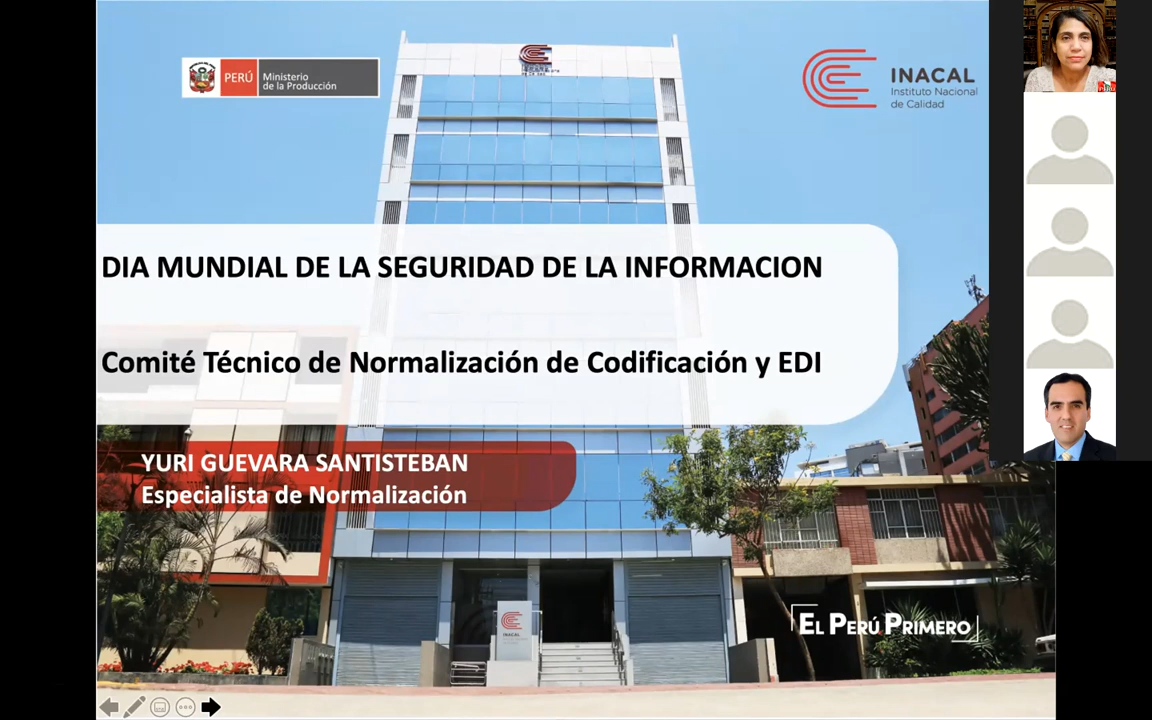 PERÚ
Ministerio
de la Producción
INACAL
Instituto Nacional
de Calidad
DIA MUNDIAL DE LA SEGURIDAD DE LA INFORMACION
Comité Técnico de Normalización de Codificación y EDI
YURI GUEVARA SANTISTEBAN
Especialista de Normalización
INACAL
EL PERÚ PRIMERO